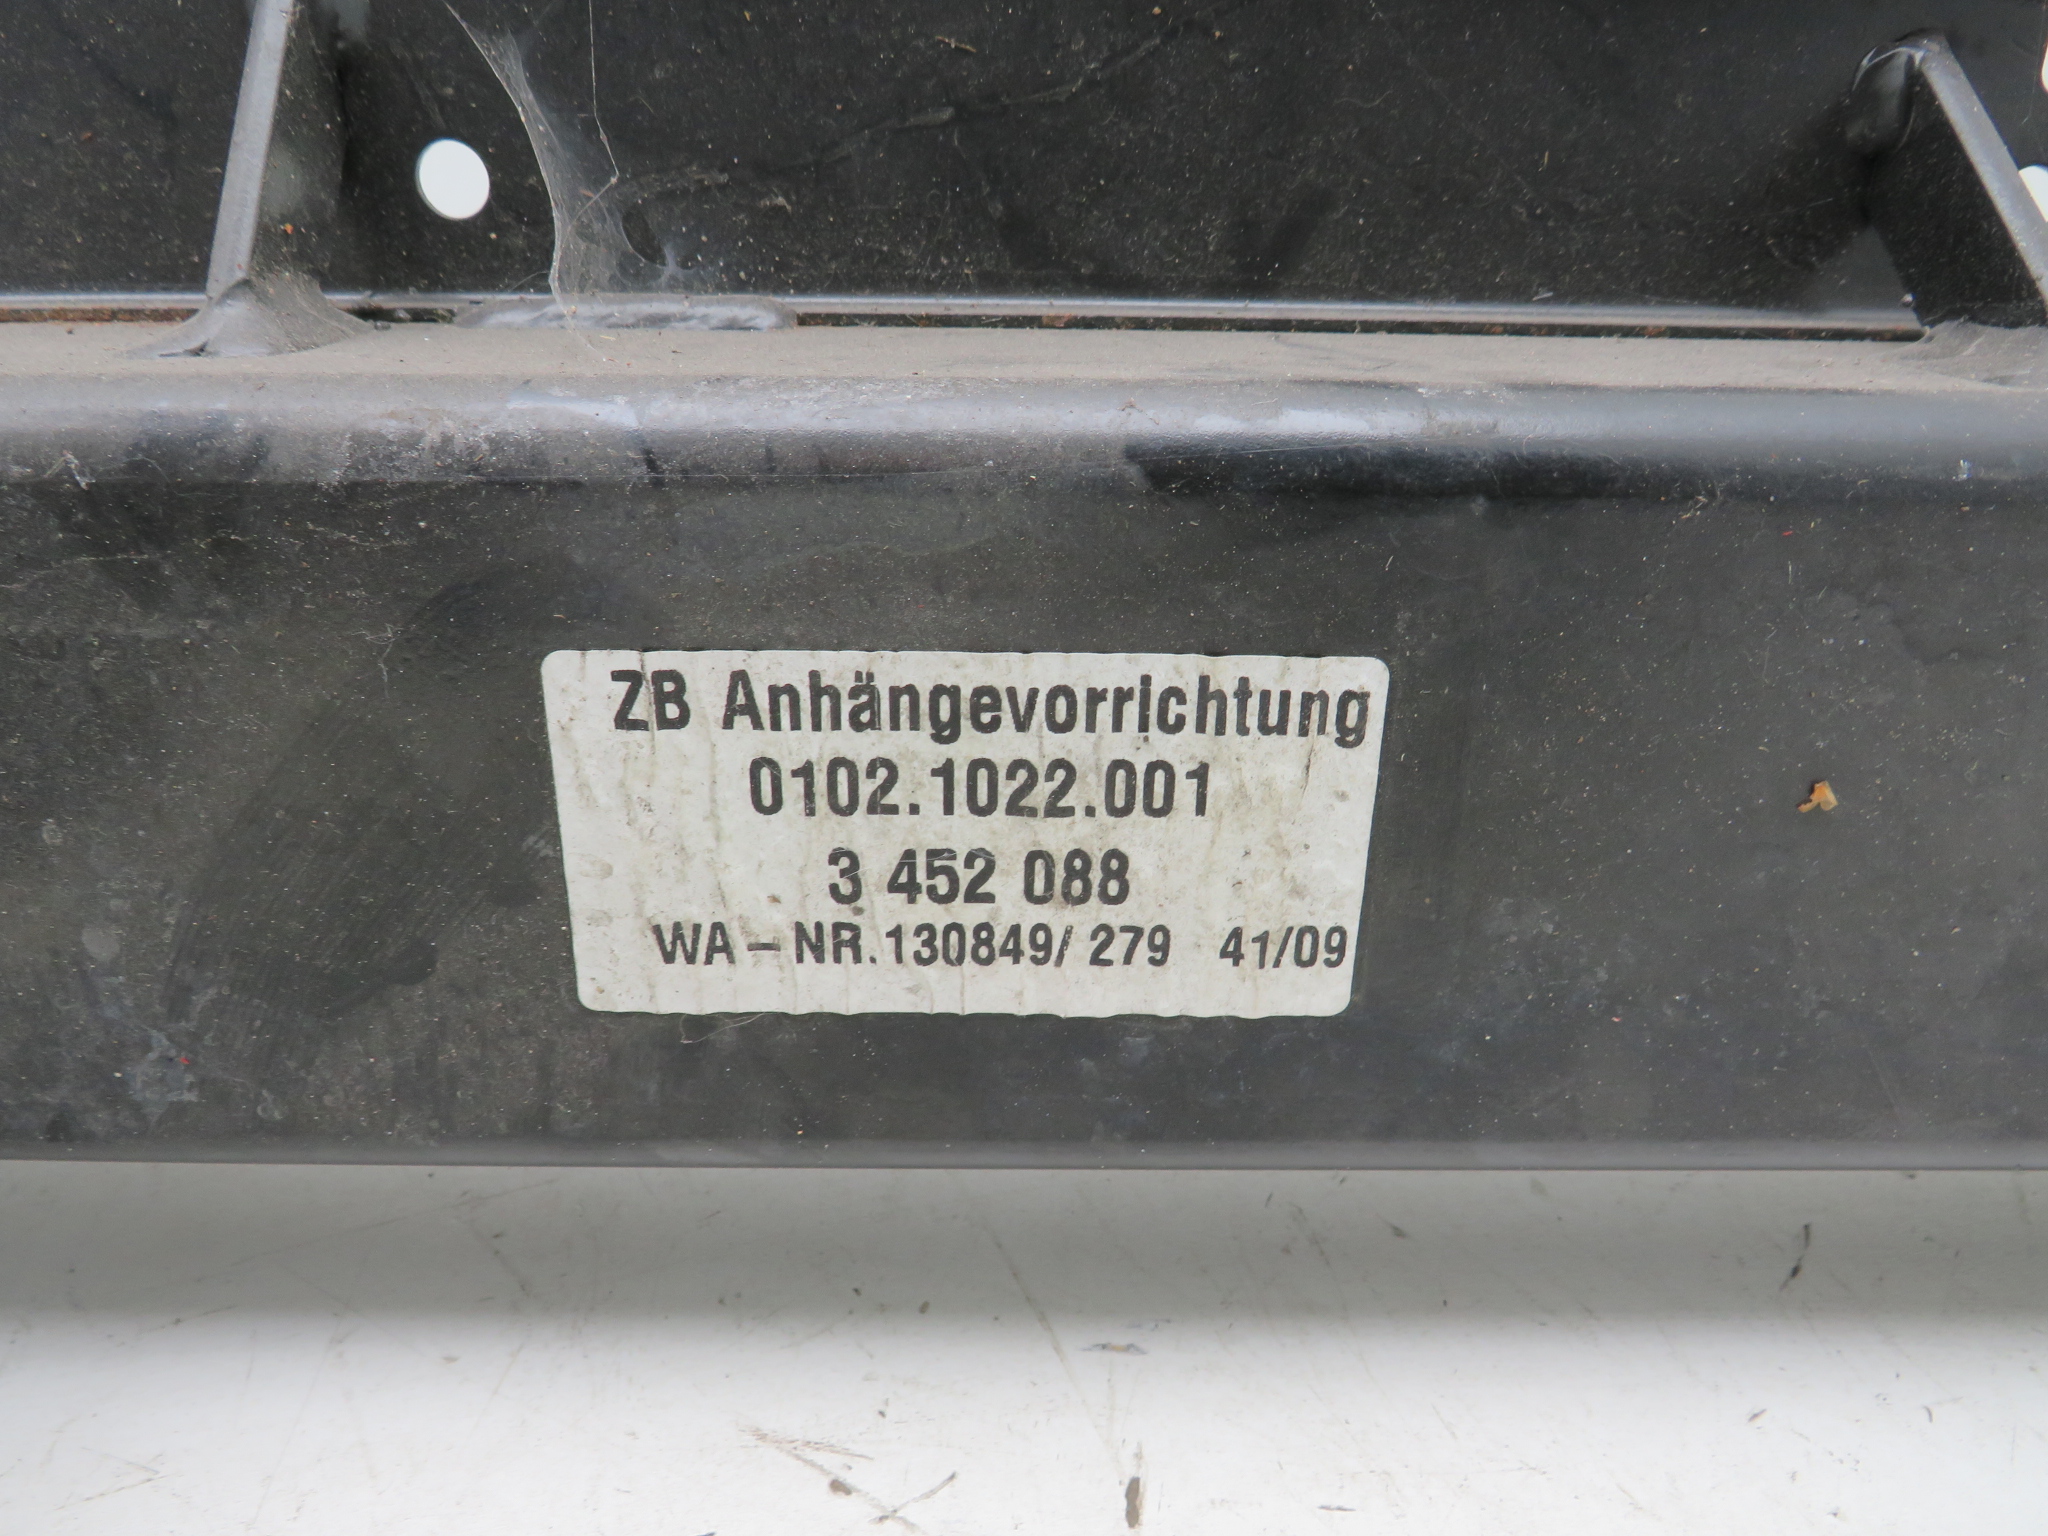 ZB Anhängevorrichtung
0102.1022.001
3 452 088
WA - NR.130849/ 279 41/09